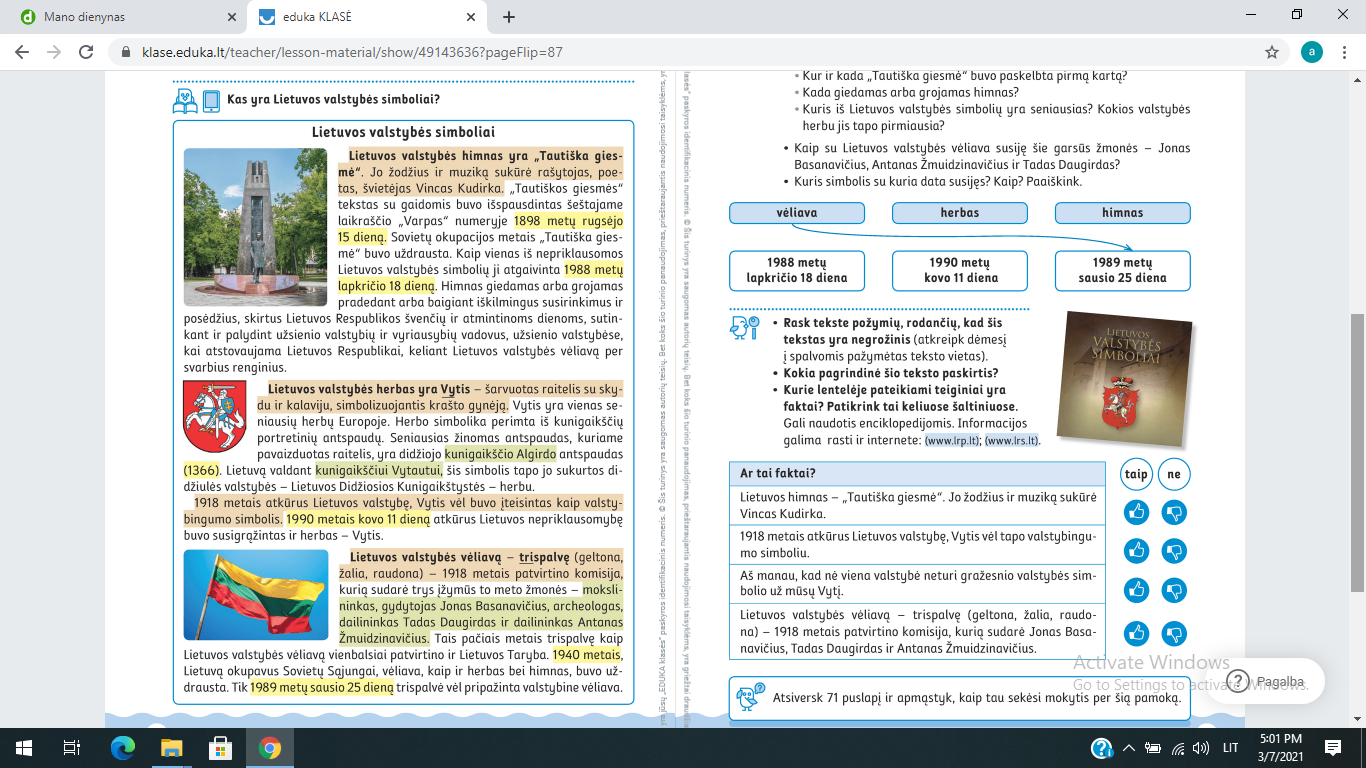 Mano dienynas
eduka KLASĖ
klase.eduka.lt/teacher/lesson-material/show/49143636?pageFlip=87
a
Kas yra Lietuvos valstybės simboliai?
Lietuvos valstybės simboliai
Lietuvos valstybės himnas yra „Tautiška gies-
mė“. Jo žodžius ir muziką sukūrė rašytojas, poe-
tas, švietėjas Vincas Kudirka. „Tautiškos giesmės“
tekstas su gaidomis buvo išspausdintas šeštajame
laikraščio „Varpas“ numeryje 1898 metų rugsėjo
15 dieną. Sovietų okupacijos metais „Tautiška gies-
mė“ buvo uždrausta. Kaip vienas iš nepriklausomos
Lietuvos valstybės simbolių ji atgaivinta 1988 metų
lapkričio 18 dieną. Himnas giedamas arba grojamas
pradedant arba baigiant iškilmingus susirinkimus ir
posėdžius, skirtus Lietuvos Respublikos švenčių ir atmintinoms dienoms, sutin-
kant ir palydint užsienio valstybių ir vyriausybių vadovus, užsienio valstybėse,
kai atstovaujama Lietuvos Respublikai, keliant Lietuvos valstybės vėliavą per
svarbius renginius.
Lietuvos valstybės herbas yra Vytis – šarvuotas raitelis su sky-
du ir kalaviju, simbolizuojantis krašto gynėją. Vytis yra vienas se-
niausių herbų Europoje. Herbo simbolika perimta iš kunigaikščių
portretinių antspaudų. Seniausias žinomas antspaudas, kuriame
pavaizduotas raitelis, yra didžiojo kunigaikščio Algirdo antspaudas
(1366). Lietuvą valdant kunigaikščiui Vytautui, šis simbolis tapo jo sukurtos di-
džiulės valstybės – Lietuvos Didžiosios Kunigaikštystės – herbu.
1918 metais atkūrus Lietuvos valstybę, Vytis vėl buvo įteisintas kaip valsty-
bingumo simbolis. 1990 metais kovo 11 dieną atkūrus Lietuvos nepriklausomybę
buvo susigrąžintas ir herbas – Vytis.
Lietuvos valstybės vėliavą – trispalvę (geltona,
žalia, raudona) – 1918 metais patvirtino komisija,
kurią sudarė trys įžymūs to meto žmonės – moksli-
ninkas, gydytojas Jonas Basanavičius, archeologas,
dailininkas Tadas Daugirdas ir dailininkas Antanas
Žmuidzinavičius. Tais pačiais metais trispalvę kaip
Lietuvos valstybės vėliavą vienbalsiai patvirtino ir Lietuvos Taryba. 1940 metais,
Lietuvą okupavus Sovietų Sąjungai, vėliava, kaip ir herbas bei himnas, buvo už-
drausta. Tik 1989 metų sausio 25 dieną trispalvė vėl pripažinta valstybine vėliava.
• Kur ir kada „Tautiška giesmė“ buvo paskelbta pirmą kartą?
• Kada giedamas arba grojamas himnas?
• Kuris iš Lietuvos valstybės simbolių yra seniausias? Kokios valstybės
herbu jis tapo pirmiausia?
• Kaip su Lietuvos valstybės vėliava susiję šie garsūs žmonės – Jonas
Basanavičius, Antanas Žmuidzinavičius ir Tadas Daugirdas?
• Kuris simbolis su kuria data susijęs? Kaip? Paaiškink.
vėliava
herbas
himnas
1988 metų
lapkričio 18 diena
1990 metų
kovo 11 diena
1989 metų
sausio 25 diena
• Rask tekste požymių, rodančių, kad šis
tekstas yra negrožinis (atkreipk dėmesį
į spalvomis pažymėtas teksto vietas).
• Kokia pagrindinė šio teksto paskirtis?
• Kurie lentelėje pateikiami teiginiai yra
faktai? Patikrink tai keliuose šaltiniuose.
Gali naudotis enciklopedijomis. Informacijos
galima rasti ir internete: (www.lrp.lt); (www.lrs.lt).
LIETUVOS
VALSTYBĖS
SIMBOLIAI
Ar tai faktai?
taip
ne
Lietuvos himnas – „Tautiška giesmė“. Jo žodžius ir muziką sukūrė
Vincas Kudirka.
1918 metais atkūrus Lietuvos valstybę, Vytis vėl tapo valstybingu-
mo simboliu.
Aš manau, kad nė viena valstybė neturi gražesnio valstybės sim-
bolio už mūsų Vytį.
Lietuvos valstybės vėliavą – trispalvę (geltona, žalia, raudo-
na) – 1918 metais patvirtino komisija, kurią sudarė Jonas Basa-
navičius, Tadas Daugirdas ir Antanas Žmuidzinavičius.
Activate Windows
Go to Settings to activate Windows.
Pagalba
Atsiversk 71 puslapį ir apmąstyk, kaip tau sekėsi mokytis per šią pamoką.
LIT
5:01 PM
3/7/2021